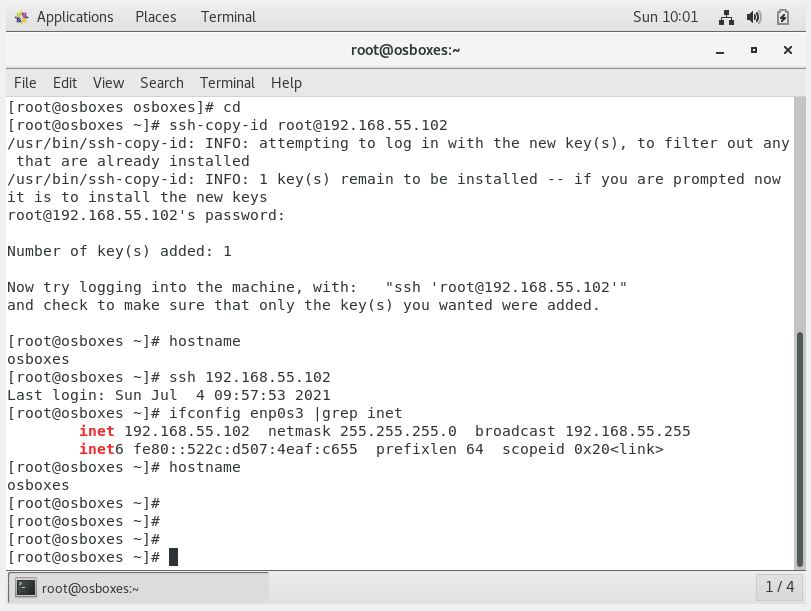 Applications Places Terminal Sun 10:01
root@osboxes:~
File Edit View Search Terminal Help
[root@osboxes osboxes]# cd
[root@osboxes ~]# ssh-copy-id root@192.168.55.102
/usr/bin/ssh-copy-id: INFO: attempting to log in with the new key(s), to filter out any
 that are already installed
/usr/bin/ssh-copy-id: INFO: 1 key(s) remain to be installed -- if you are prompted now
it is to install the new keys
root@192.168.55.102's password:
Number of key(s) added: 1
Now try logging into the machine, with:   "ssh 'root@192.168.55.102'"
and check to make sure that only the key(s) you wanted were added.
[root@osboxes ~]# hostname
osboxes
[root@osboxes ~]# ssh 192.168.55.102
Last login: Sun Jul  4 09:57:53 2021
[root@osboxes ~]# ifconfig enp0s3 |grep inet
        inet 192.168.55.102  netmask 255.255.255.0  broadcast 192.168.55.255
        inet6 fe80::522c:d507:4eaf:c655  prefixlen 64  scopeid 0x20<link>
[root@osboxes ~]# hostname
osboxes
[root@osboxes ~]#
[root@osboxes ~]#
[root@osboxes ~]#
[root@osboxes ~]#
root@osboxes:~ 1 / 4